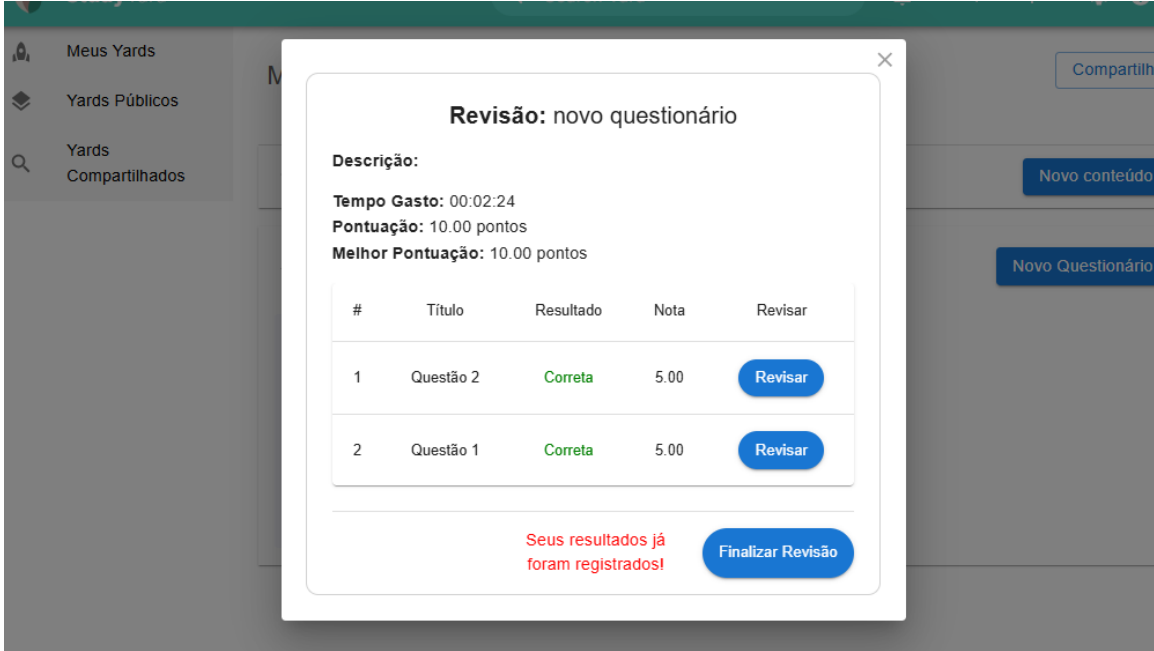 Meus Yards
Yards Públicos
Yards
Compartilhados
M
Compartilh
Novo conteúdo
Novo Questionário
Revisão: novo questionário
Descrição:
Tempo Gasto: 00:02:24
Pontuação: 10.00 pontos
Melhor Pontuação: 10.00 pontos
# Título Resultado Nota Revisar
1 Questão 2 Correta 5.00 Revisar
2 Questão 1 Correta 5.00 Revisar
Seus resultados já
foram registrados!
Finalizar Revisão